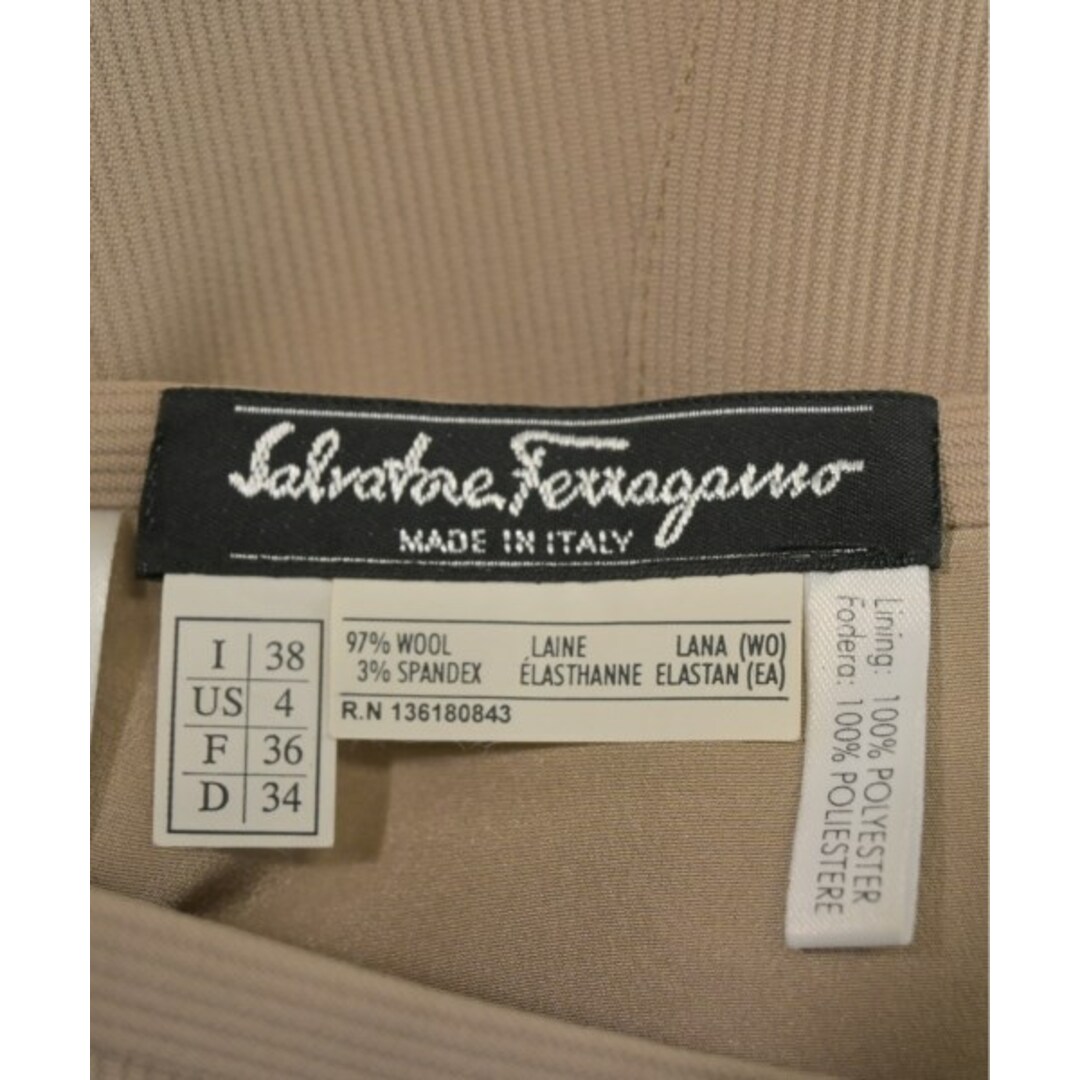 Salvatore Ferragamo
MADE IN ITALY
I 38
US 4
F 36
D 34
97% WOOL LAINE LANA (WO)
3% SPANDEX ÉLASTHANNE ELASTAN (EA)
R.N 136180843
Lining: 100% POLYESTER
Fodera: 100% POLIESTERE